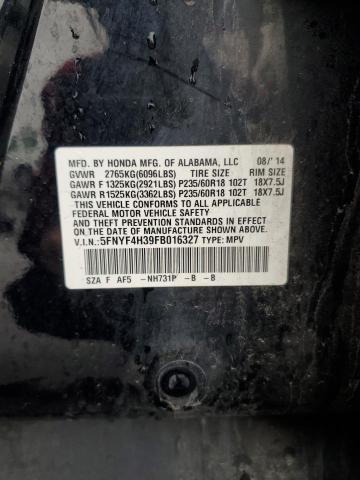 MFD. BY HONDA MFG. OF ALABAMA, LLC 08/'14
GVWR 2765KG(6096LBS) TIRE SIZE RIM SIZE
GAWR F 1325KG(2921LBS) P235/60R18 102T 18X7.5J
GAWR R 1525KG(3362LBS) P235/60R18 102T 18X7.5J
THIS VEHICLE CONFORMS TO ALL APPLICABLE
FEDERAL MOTOR VEHICLE SAFETY, BUMPER,
AND THEFT PREVENTION STANDARDS IN EFFECT
ON THE DATE OF MANUFACTURE SHOWN ABOVE.
V.I.N.:5FNYF4H39FB016327 TYPE: MPV
SZA F AF5 -NH731P -B -B